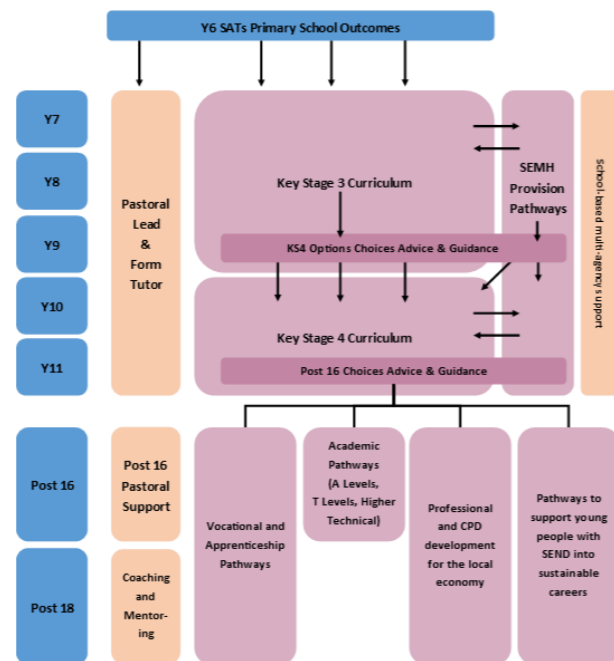 Y6 SATs Primary School Outcomes
Y7
Y8
Y9
Y10
Y11
Pastoral
Lead
&
Form
Tutor
Key Stage 3 Curriculum
SEMH
Provision
Pathways
School-based multi-agency support
KS4 Options Choices Advice & Guidance
Key Stage 4 Curriculum
Post 16 Choices Advice & Guidance
Post 16
Post 18
Post 16
Pastoral
Support
Coaching
and
Mentor-
ing
Vocational and
Apprenticeship
Pathways
Academic
Pathways
(A Levels,
T Levels, Higher
Technical)
Professional
and CPD
development
for the local
economy
Pathways to
support young
people with
SEND into
sustainable
careers